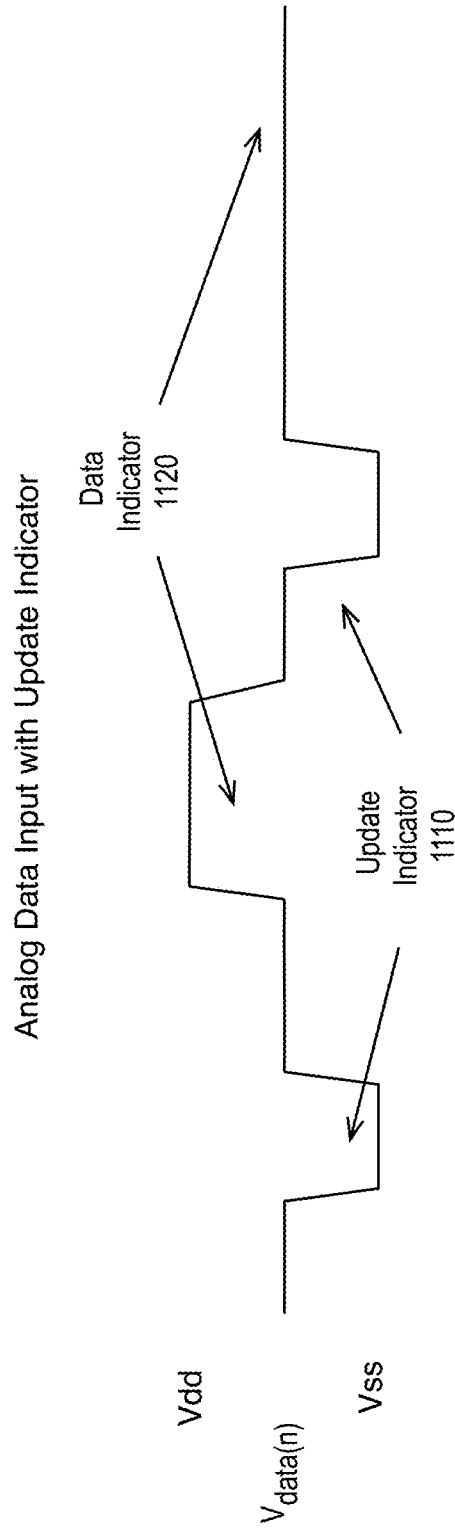 Analog Data Input with Update Indicator
Data
Indicator
1120
Vdd
Vdata(n)
Vss
Update
Indicator
1110